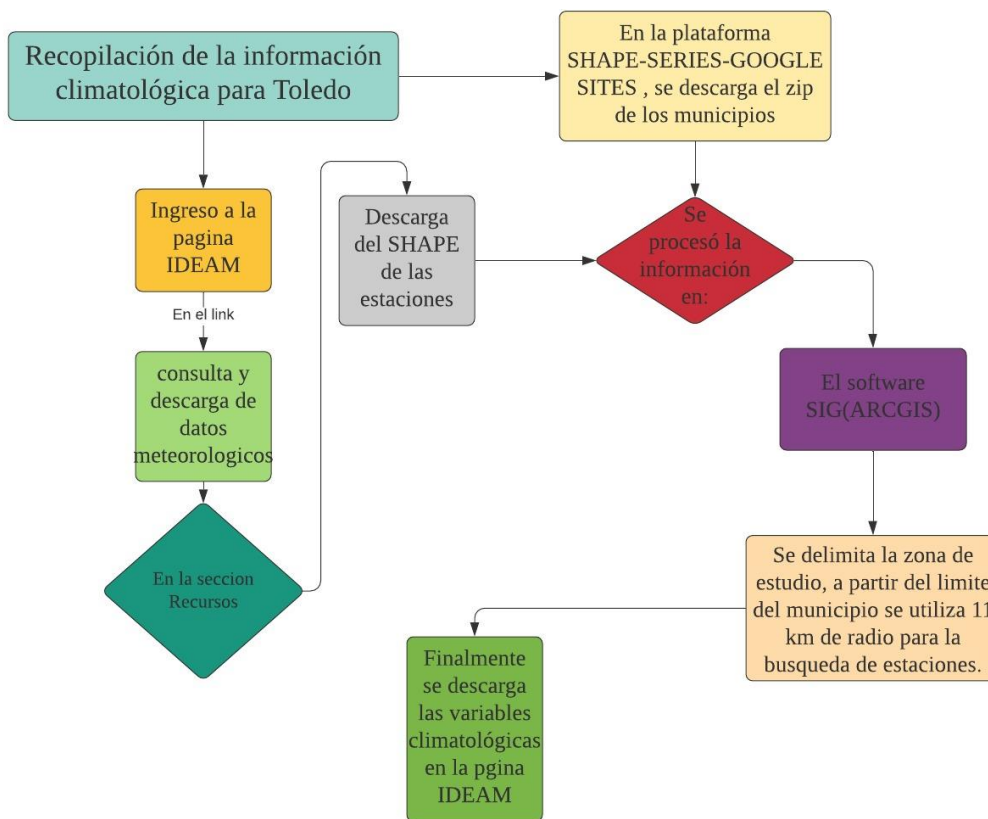 Recopilación de la información
climatológica para Toledo
En la plataforma
SHAPE-SERIES-GOOGLE
SITES , se descarga el zip
de los municipios
Ingreso a la
pagina
IDEAM
En el link
consulta y
descarga de
datos
meteorologicos
En la seccion
Recursos
Descarga
del SHAPE
de las
estaciones
Se
procesó la
información
en:
El software
SIG(ARCGIS)
Se delimita la zona de
estudio, a partir del limite
del municipio se utiliza 11
km de radio para la
busqueda de estaciones.
Finalmente
se descarga
las variables
climatológicas
en la pgina
IDEAM